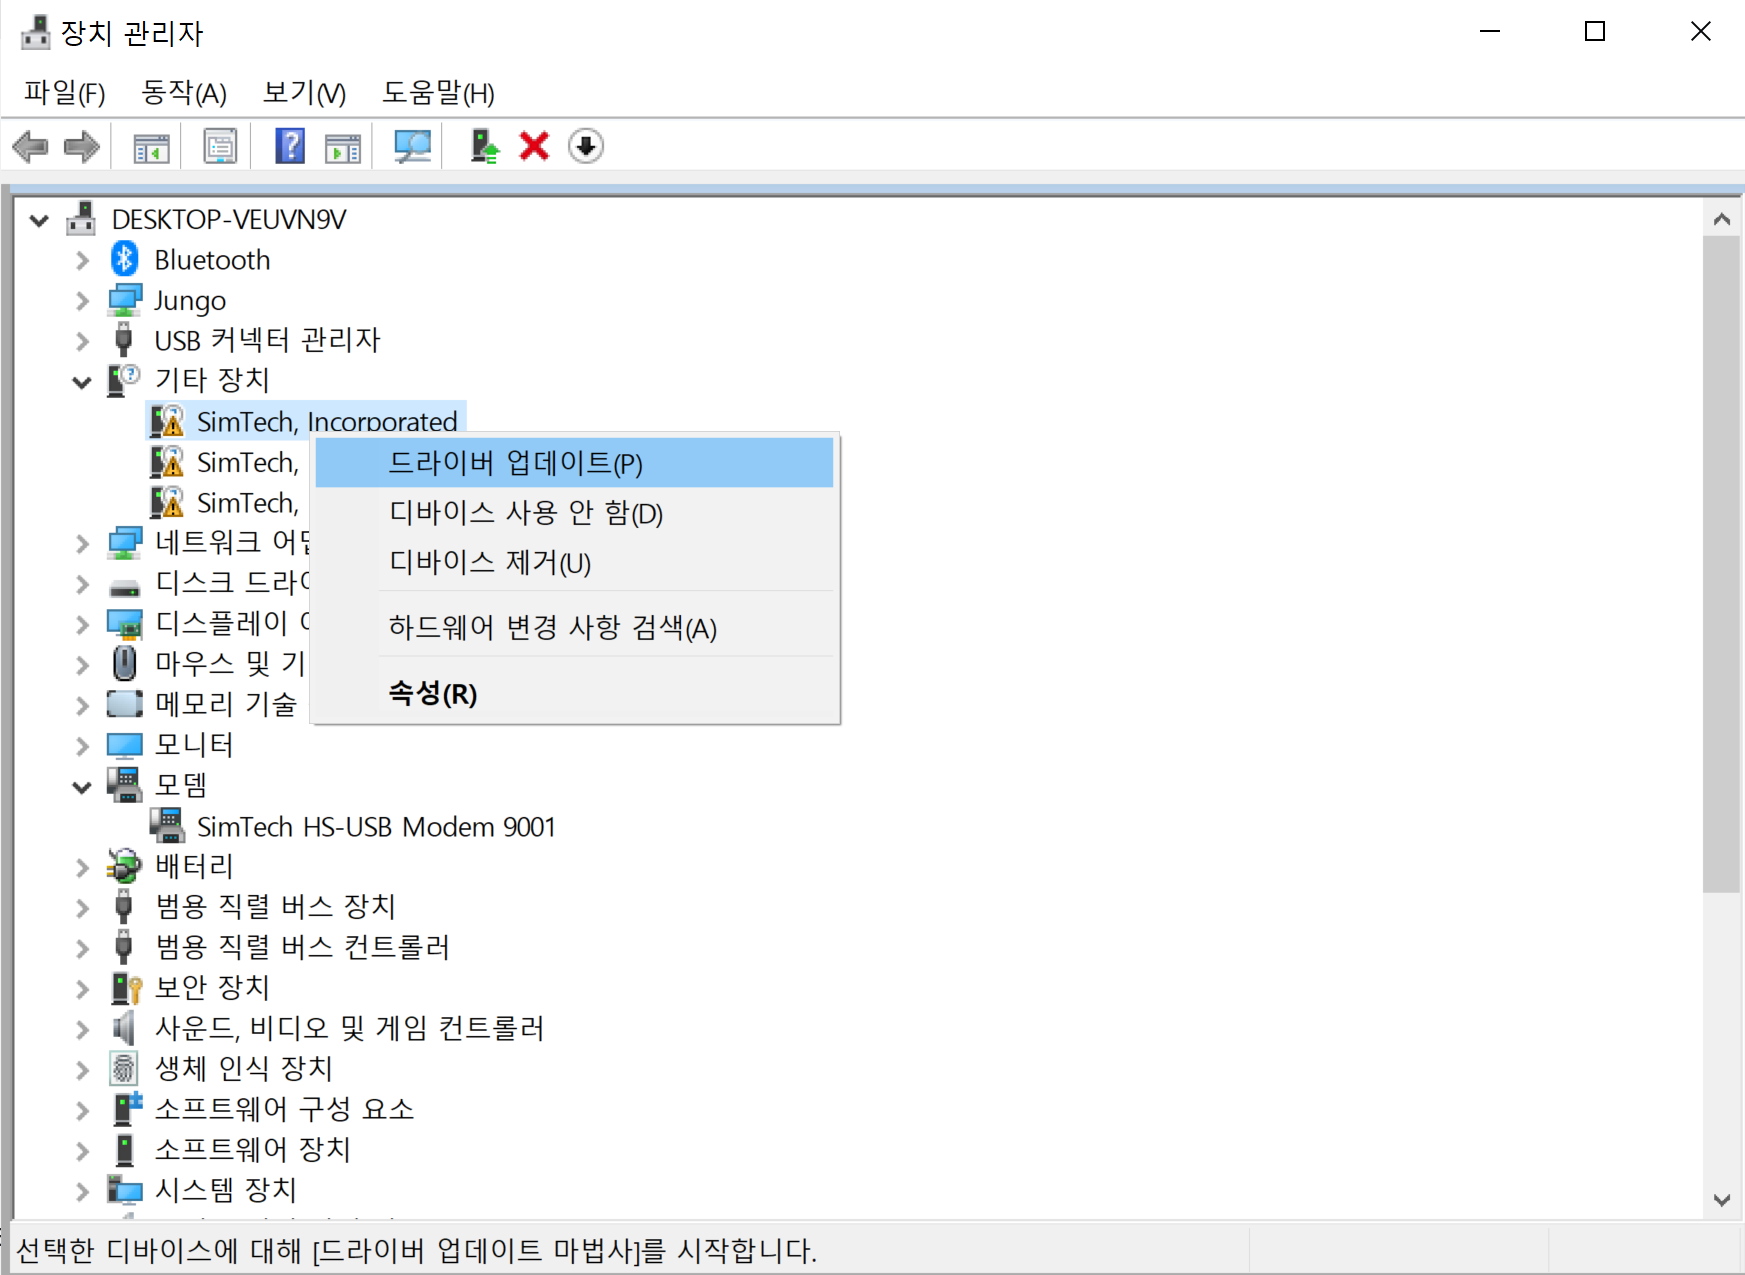 장치 관리자
파일(F) 동작(A) 보기(V) 도움말(H)
DESKTOP-VEUVN9V
Bluetooth
Jungo
USB 커넥터 관리자
기타 장치
SimTech, Incorporated
SimTech,
SimTech,
드라이버 업데이트(P)
디바이스 사용 안 함(D)
디바이스 제거(U)
하드웨어 변경 사항 검색(A)
속성(R)
네트워크
디스크
디스플레이
마우스 및
메모리 기술
모니터
모뎀
SimTech HS-USB Modem 9001
배터리
범용 직렬 버스 장치
범용 직렬 버스 컨트롤러
보안 장치
사운드, 비디오 및 게임 컨트롤러
생체 인식 장치
소프트웨어 구성 요소
소프트웨어 장치
시스템 장치
선택한 디바이스에 대해 [드라이버 업데이트 마법사]를 시작합니다.